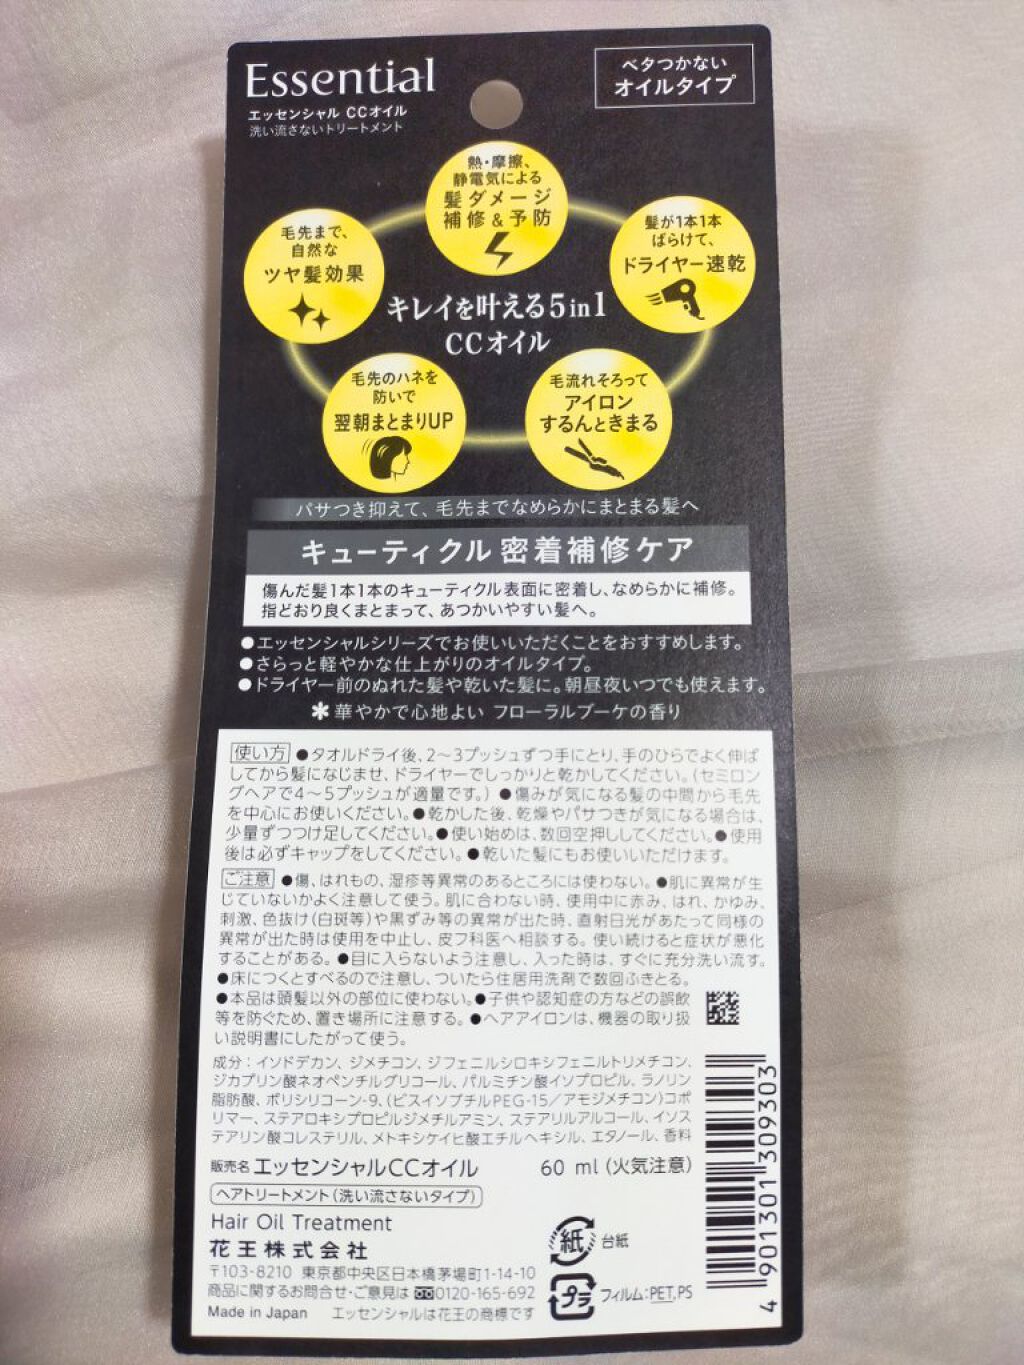 Essential
エッセンシャル CCオイル
洗い流さないトリートメント
ベタつかない
オイルタイプ
熱・摩擦、
静電気による
髪ダメージ
補修&予防
毛先まで、
自然な
ツヤ髪効果
髪が1本1本
ばらけて、
ドライヤー速乾
キレイを叶える5in1
CCオイル
毛先のハネを
防いで
翌朝まとまりUP
毛流れそろって
アイロン
するんときまる
パサつき抑えて、毛先までなめらかにまとまる髪へ
キューティクル 密着補修ケア
傷んだ髪1本1本のキューティクル表面に密着し、なめらかに補修。
指どおり良くまとまって、あつかいやすい髪へ。
●エッセンシャルシリーズでお使いいただくことをおすすめします。
●さらっと軽やかな仕上がりのオイルタイプ。
●ドライヤー前のぬれた髪や乾いた髪に。朝昼夜いつでも使えます。
＊華やかで心地よい フローラルブーケの香り
使い方 ●タオルドライ後、2〜3プッシュずつ手にとり、手のひらでよく伸ば
してから髪になじませ、ドライヤーでしっかりと乾かしてください。(セミロン
グヘアで4〜5プッシュが適量です。) ●傷みが気になる髪の中間から毛先
を中心にお使いください。●乾かした後、乾燥やパサつきが気になる場合は、
少量ずつつけ足してください。●使い始めは、数回空押ししてください。●使用
後は必ずキャップをしてください。●乾いた髪にもお使いいただけます。
ご注意 ●傷、はれもの、湿疹等異常のあるところには使わない。●肌に異常が生
じていないかよく注意して使う。肌に合わない時、使用中に赤み、はれ、かゆみ、
刺激、色抜け(白斑等)や黒ずみ等の異常が出た時、直射日光があたって同様の
異常が出た時は使用を中止し、皮フ科医へ相談する。使い続けると症状が悪化
することがある。●目に入らないよう注意し、入った時は、すぐに充分洗い流す。
●床につくとすべるので注意し、ついたら住居用洗剤で数回ふきとる。
●本品は頭髪以外の部位に使わない。●子供や認知症の方などの誤飲
等を防ぐため、置き場所に注意する。●ヘアアイロンは、機器の取り扱
い説明書にしたがって使う。
成分：イソドデカン、ジメチコン、ジフェニルシロキシフェニルトリメチコン、
ジカプリン酸ネオペンチルグリコール、パルミチン酸イソプロピル、ラノリン
脂肪酸、ポリシリコーン-9、(ビスイソブチルPEG-15／アモジメチコン)コポ
リマー、ステアロキシプロピルジメチルアミン、ステアリルアルコール、イソス
テアリン酸コレステリル、メトキシケイヒ酸エチルヘキシル、エタノール、香料
販売名 エッセンシャルCCオイル
60 ml (火気注意)
ヘアトリートメント(洗い流さないタイプ)
Hair Oil Treatment
花王株式会社
〒103-8210 東京都中央区日本橋茅場町1-14-10
商品に関するお問合せ・ご意見は 0120-165-692
Made in Japan エッセンシャルは花王の商標です
紙 台紙
プラ フィルム:PET,PS
4 901301 309303